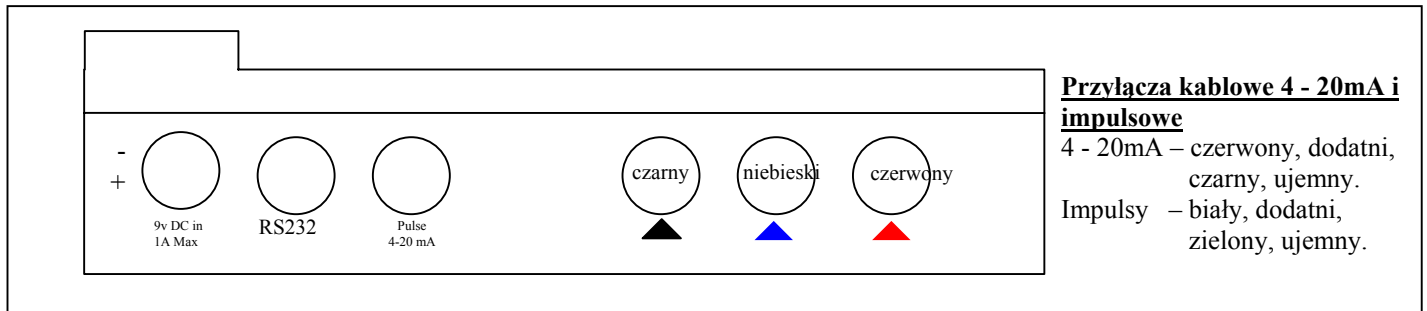 -
+
9v DC in
1A Max
RS232
Pulse
4-20 mA
czarny
niebieski
czerwony
Przyłącza kablowe 4 - 20mA i
impulsowe
4 - 20mA – czerwony, dodatni,
czarny, ujemny.
Impulsy – biały, dodatni,
zielony, ujemny.